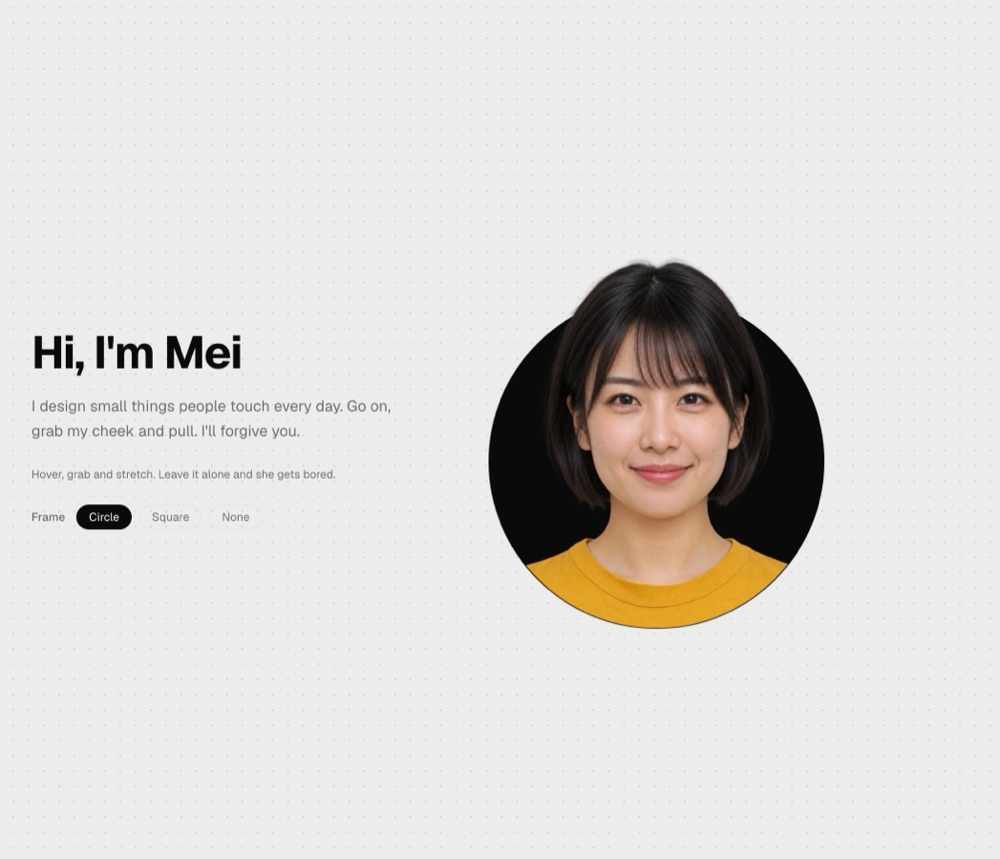 Hi, I'm Mei
I design small things people touch every day. Go on,
grab my cheek and pull. I'll forgive you.
Hover, grab and stretch. Leave it alone and she gets bored.
Frame Circle Square None